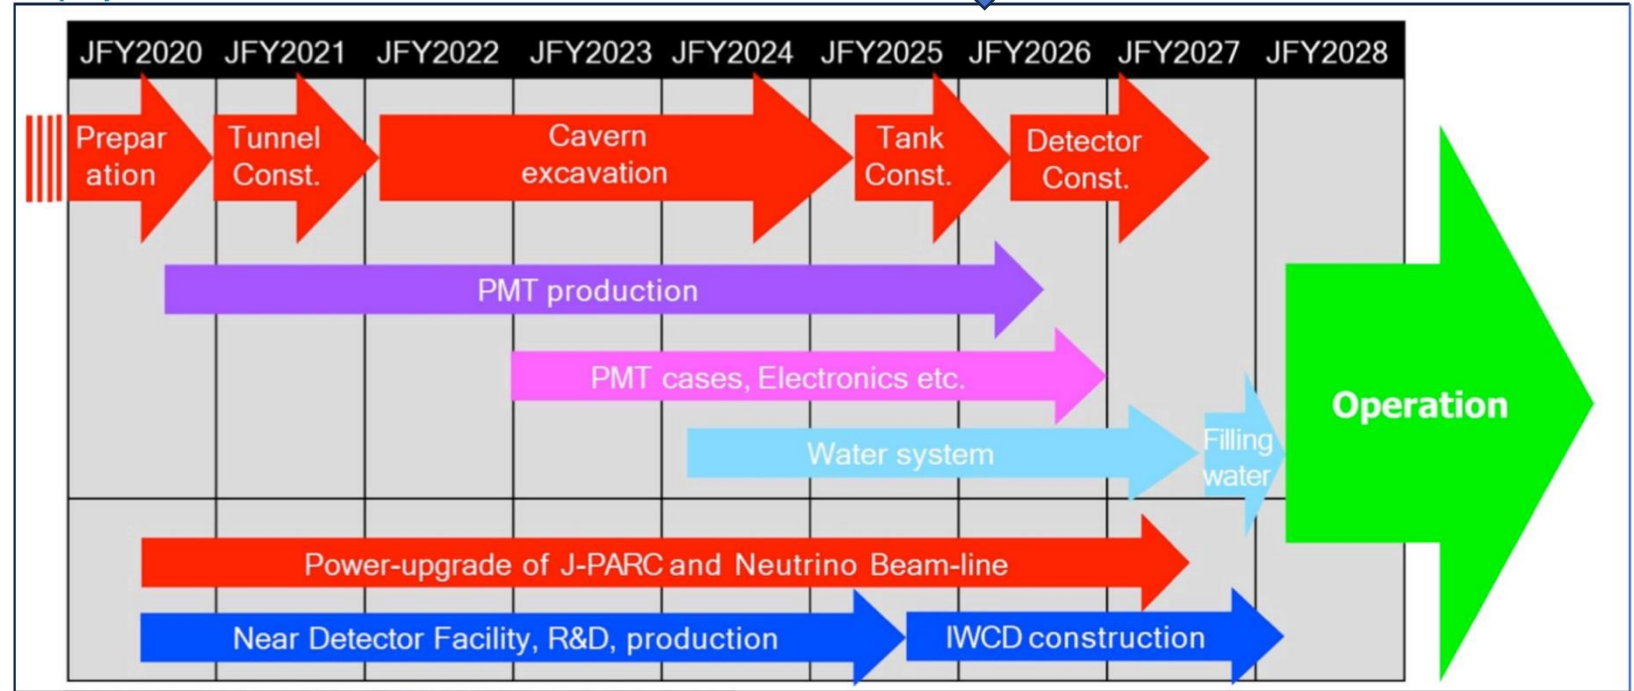 JFY2020 JFY2021 JFY2022 JFY2023 JFY2024 JFY2025 JFY2026 JFY2027 JFY2028
Prepar
ation
Tunnel
Const.
Cavern
excavation
Tank
Const.
Detector
Const.
PMT production
PMT cases, Electronics etc.
Water system
Filling
water
Operation
Power-upgrade of J-PARC and Neutrino Beam-line
Near Detector Facility, R&D, production
IWCD construction